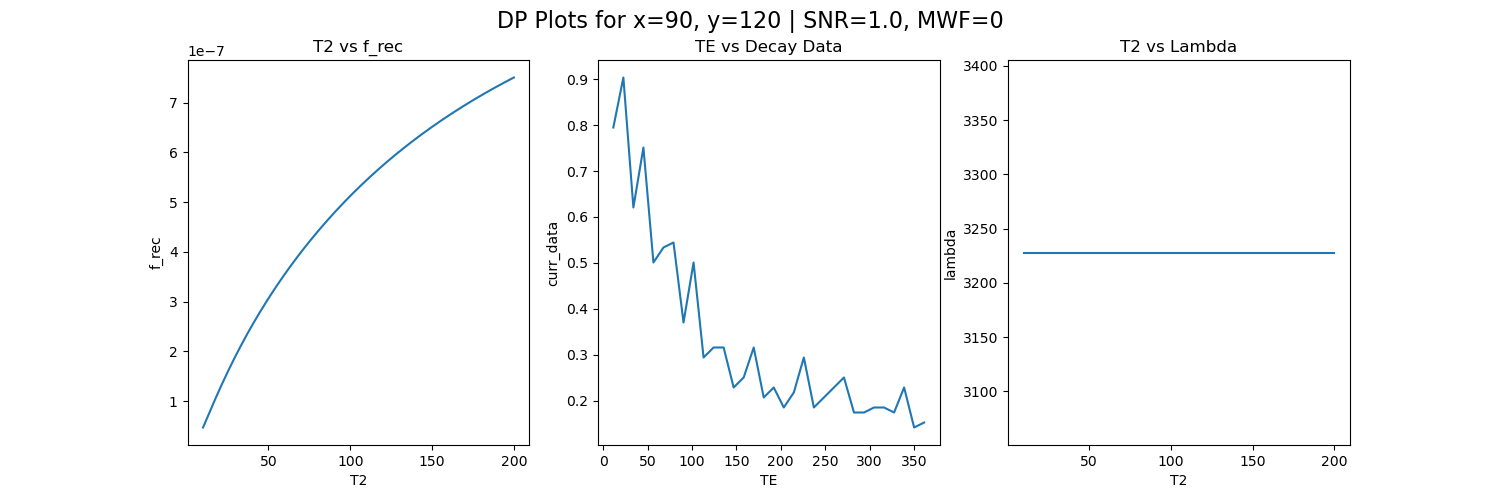 DP Plots for x=90, y=120 | SNR=1.0, MWF=0
T2 vs f_rec
1e−7
7
6
5
4
3
2
1
f_rec
50 100 150 200
T2
TE vs Decay Data
0.9
0.8
0.7
0.6
0.5
0.4
0.3
0.2
curr_data
0 50 100 150 200 250 300 350
TE
T2 vs Lambda
3400
3350
3300
3250
3200
3150
3100
lambda
50 100 150 200
T2